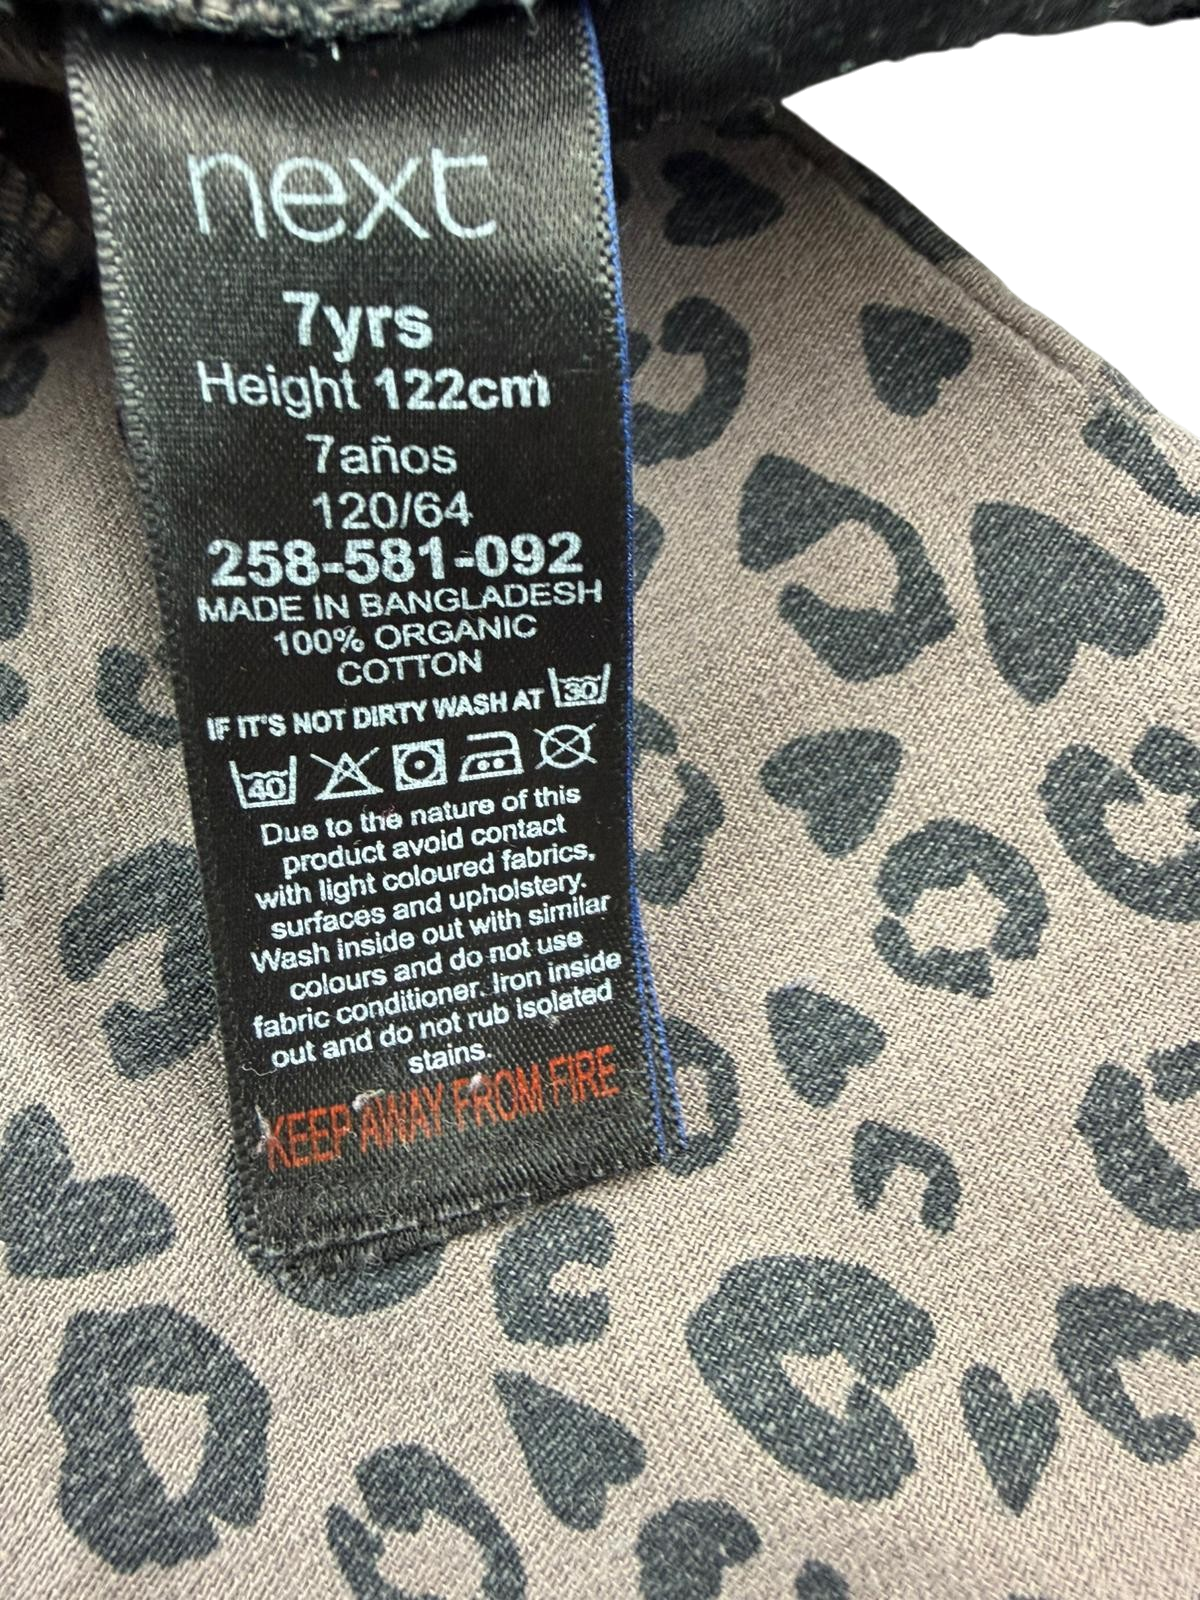 next
7yrs
Height 122cm
7años
120/64
258-581-092
MADE IN BANGLADESH
100% ORGANIC
COTTON
IF IT'S NOT DIRTY WASH AT 30
40
Due to the nature of this
product avoid contact
with light coloured fabrics,
surfaces and upholstery.
Wash inside out with similar
colours and do not use
fabric conditioner. Iron inside
out and do not rub isolated
stains.
KEEP AWAY FROM FIRE